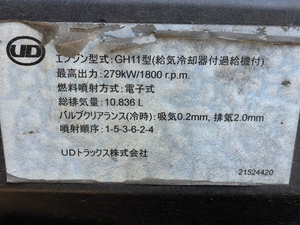 UD
エンジン型式:GH11型(給気冷却器付過給機付)
最高出力:279kW/1800 r.p.m.
燃料噴射方式:電子式
総排気量:10.836 L
バルブクリアランス(冷時):吸気0.2mm, 排気2.0mm
噴射順序:1-5-3-6-2-4
UDトラックス株式会社
21524420